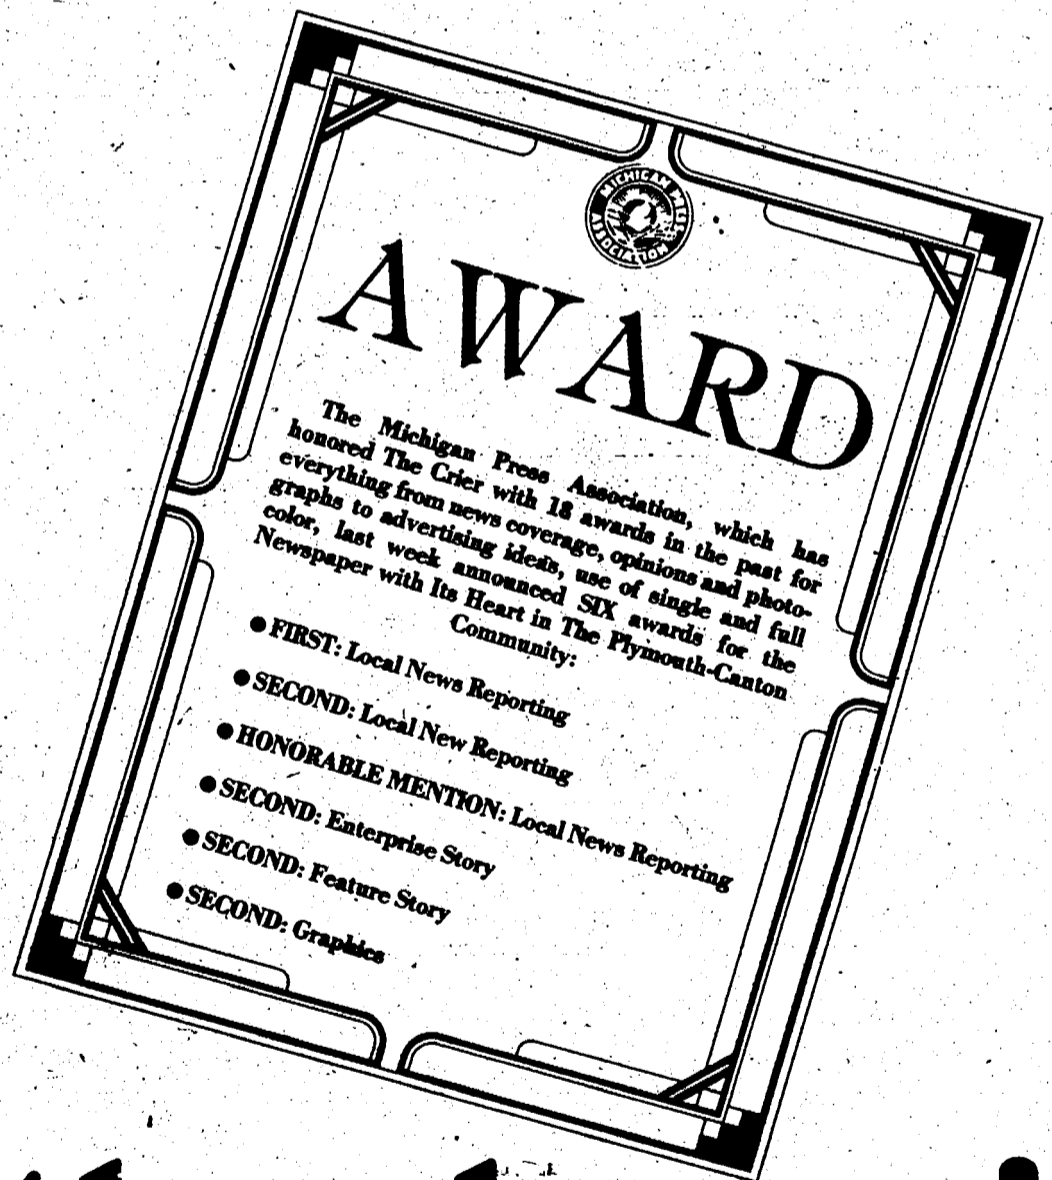 MICHIGAN PRESS
ASSOCIATION
AWARD
The Michigan Press Association, which has
honored The Crier with 18 awards in the past for
everything from news coverage, opinions and photo-
graphs to advertising ideas, use of single and full
color, last week announced SIX awards for the
Newspaper with Its Heart in The Plymouth-Canton
Community:
● FIRST: Local News Reporting
● SECOND: Local New Reporting
● HONORABLE MENTION: Local News Reporting
● SECOND: Enterprise Story
● SECOND: Feature Story
● SECOND: Graphics